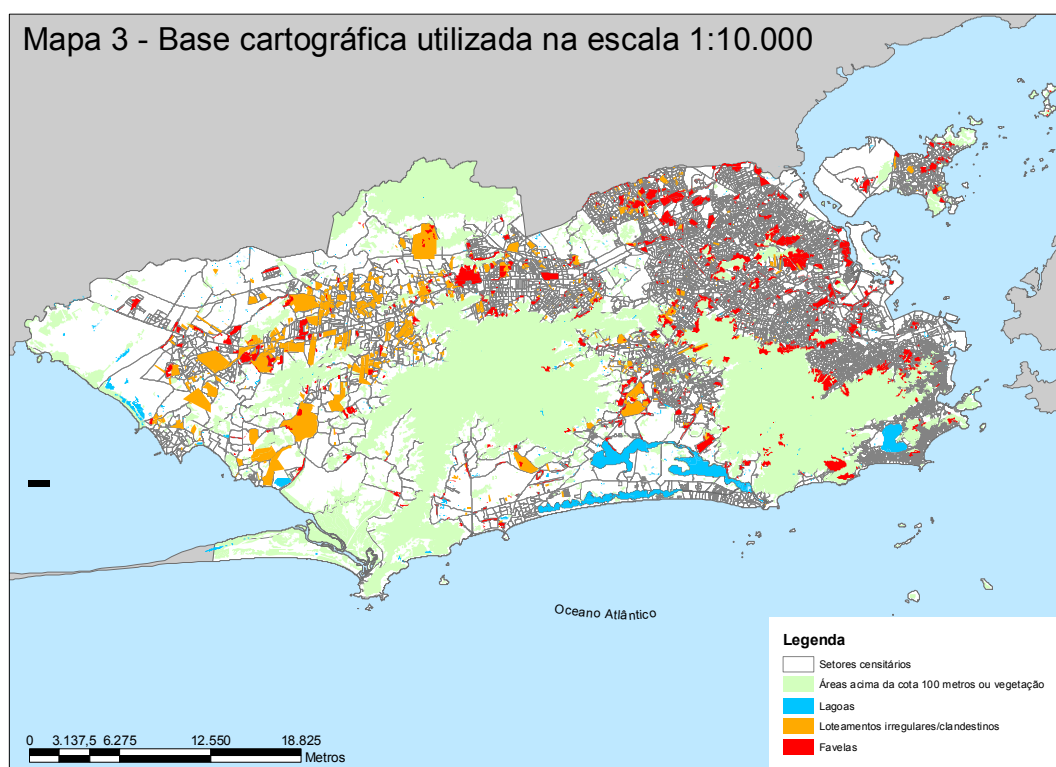 Mapa 3 - Base cartográfica utilizada na escala 1:10.000
Oceano Atlântico
Legenda
Setores censitários
Áreas acima da cota 100 metros ou vegetação
Lagoas
Loteamentos irregulares/clandestinos
Favelas
0 3.137,5 6.275 12.550 18.825
Metros